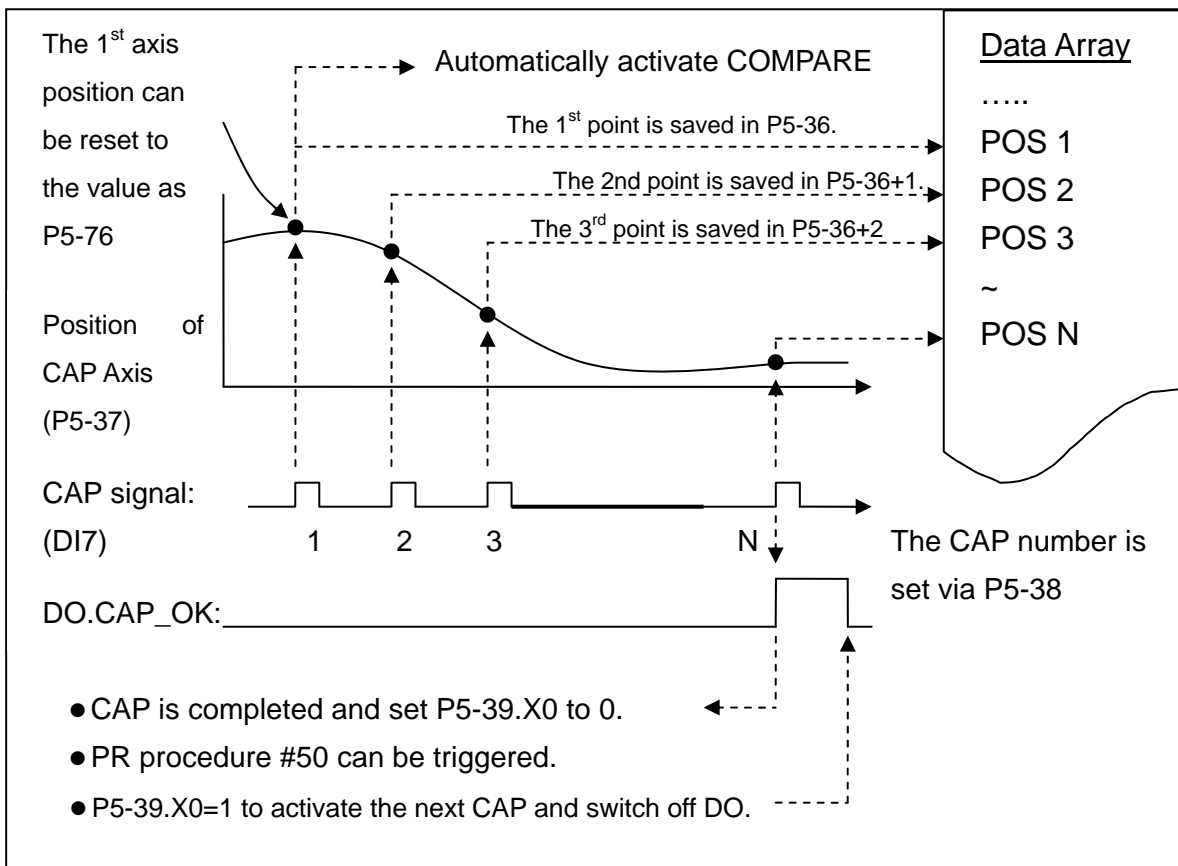 The 1st axis
position can
be reset to
the value as
P5-76
Position of
CAP Axis
(P5-37)
Automatically activate COMPARE
The 1st point is saved in P5-36.
The 2nd point is saved in P5-36+1.
The 3rd point is saved in P5-36+2
Data Array
.....
POS 1
POS 2
POS 3
~
POS N
CAP signal:
(DI7)
1 2 3 N
The CAP number is
set via P5-38
DO.CAP_OK:
● CAP is completed and set P5-39.X0 to 0.
● PR procedure #50 can be triggered.
● P5-39.X0=1 to activate the next CAP and switch off DO.